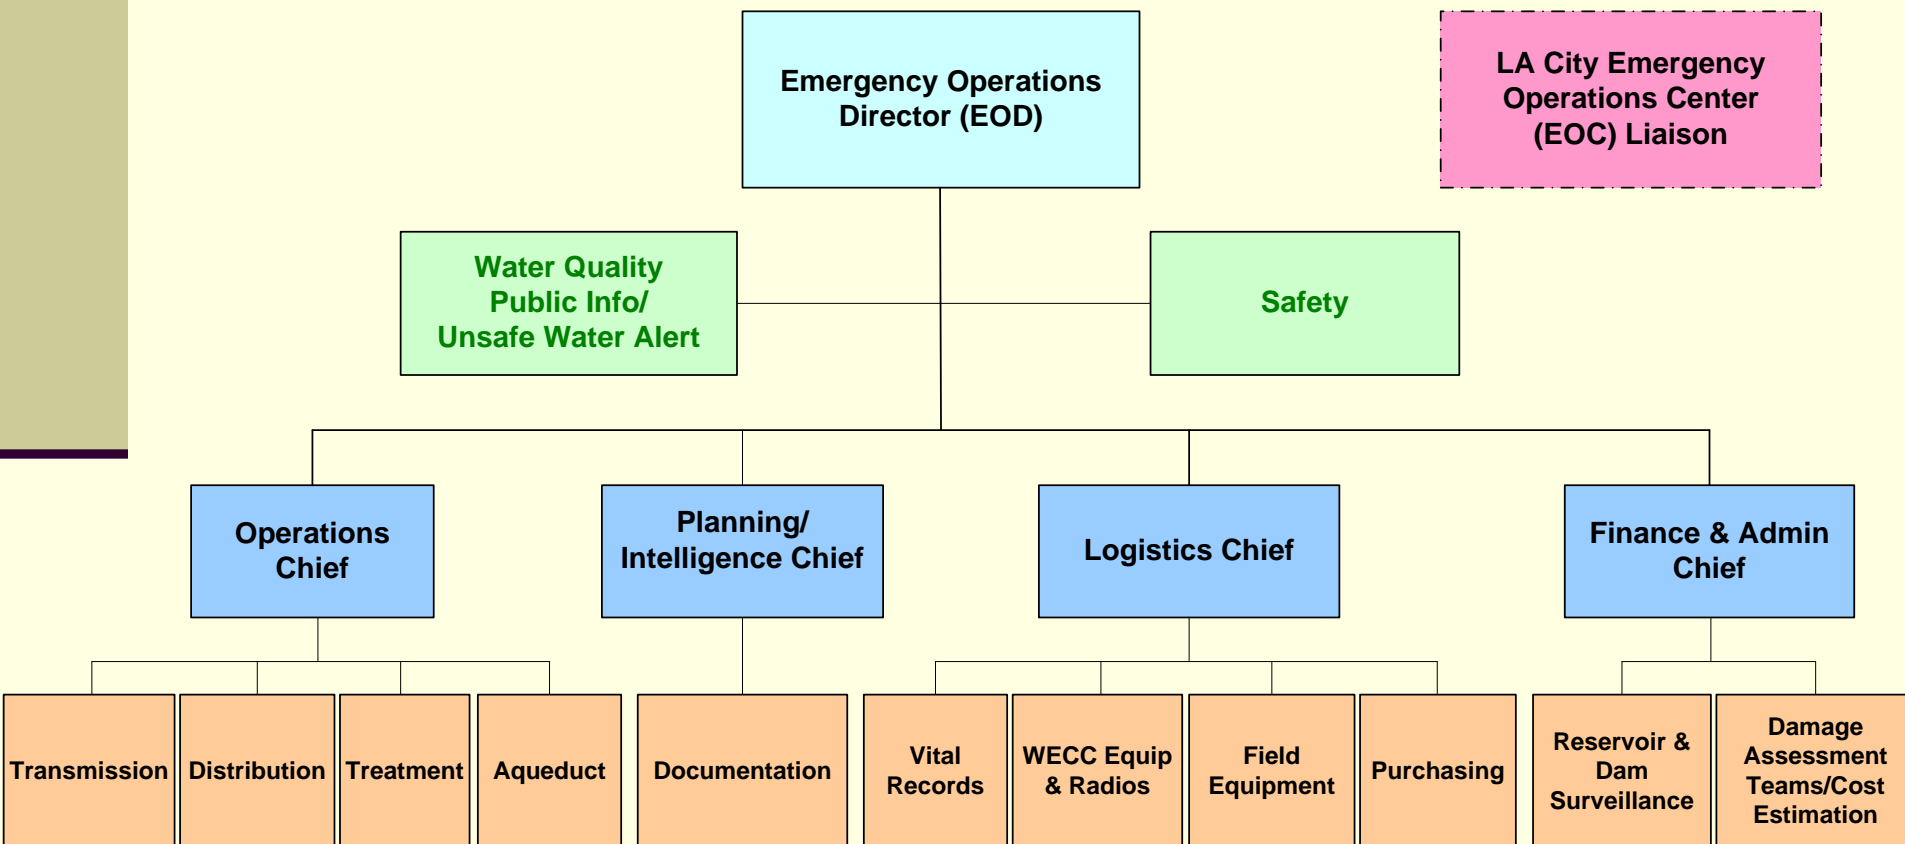 Emergency Operations
Director (EOD)
LA City Emergency
Operations Center
(EOC) Liaison
Water Quality
Public Info/
Unsafe Water Alert
Safety
Operations
Chief
Planning/
Intelligence Chief
Logistics Chief
Finance & Admin
Chief
Transmission
Distribution
Treatment
Aqueduct
Documentation
Vital
Records
WECC Equip
& Radios
Field
Equipment
Purchasing
Reservoir &
Dam
Surveillance
Damage
Assessment
Teams/Cost
Estimation